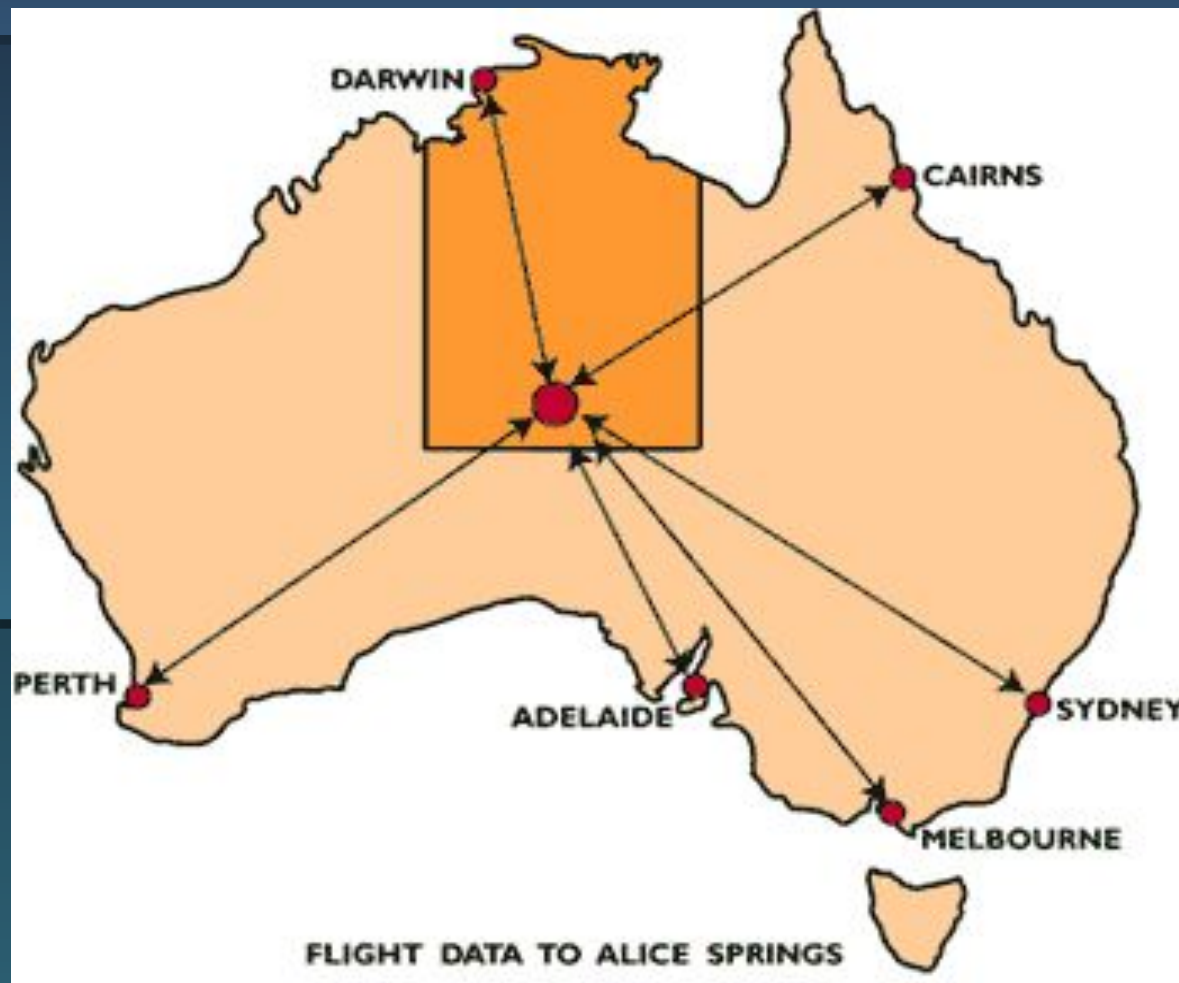 DARWIN
CAIRNS
PERTH
ADELAIDE
SYDNEY
MELBOURNE
FLIGHT DATA TO ALICE SPRINGS